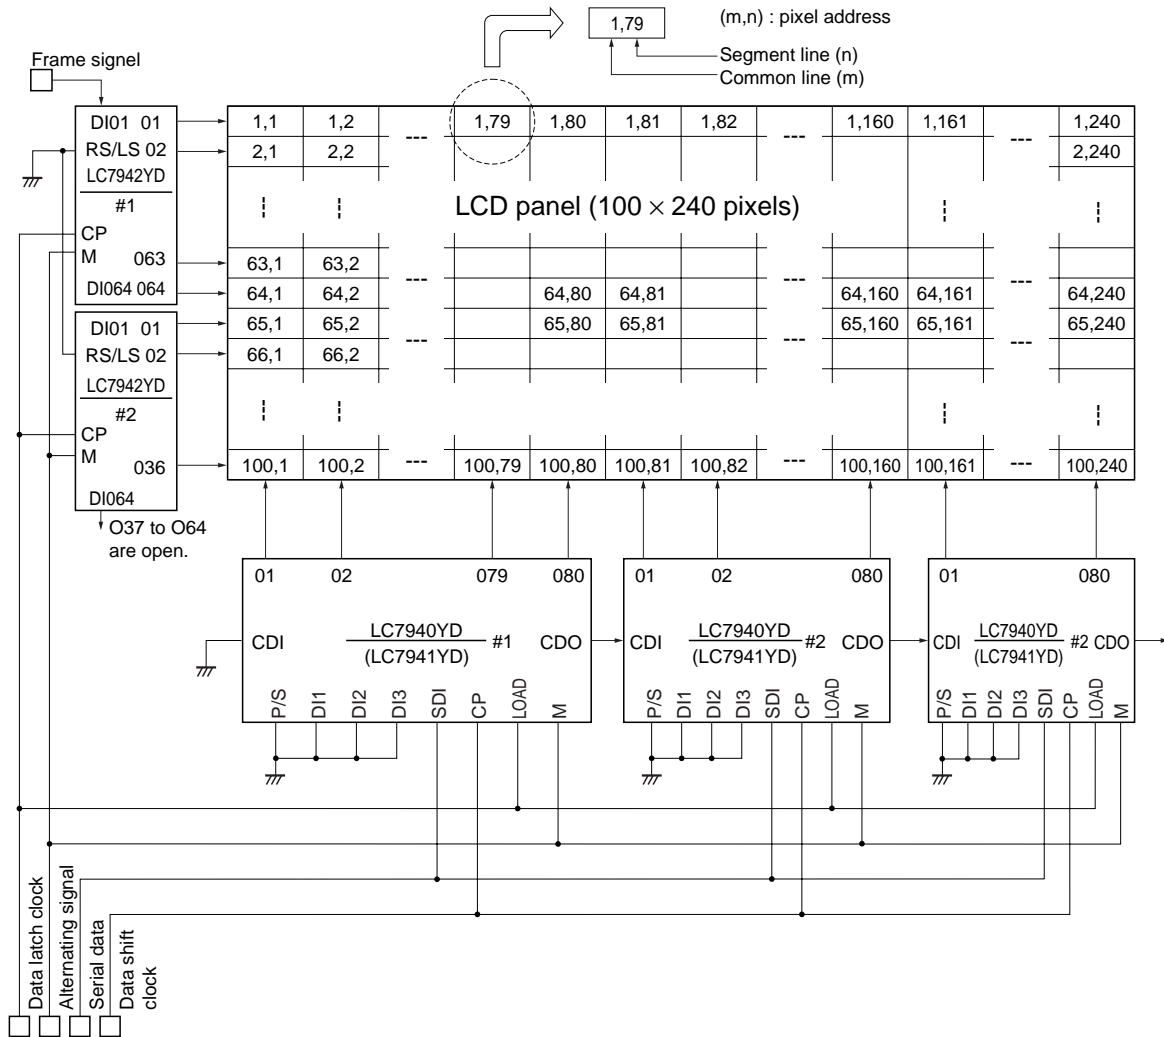 1,79
(m,n) : pixel address
Segment line (n)
Common line (m)
Frame signel
DI01 01
RS/LS 02
LC7942YD
#1
CP
M
063
DI064 064
DI01 01
RS/LS 02
LC7942YD
#2
CP
M
036
DI064
O37 to O64
are open.
1,1 1,2 --- 1,79 1,80 1,81 1,82 --- 1,160 1,161 --- 1,240
2,1 2,2 2,240
LCD panel (100 × 240 pixels)
63,1 63,2
64,1 64,2 --- 64,80 64,81 --- 64,160 64,161 --- 64,240
65,1 65,2 --- 65,80 65,81 --- 65,160 65,161 --- 65,240
66,1 66,2
100,1 100,2 --- 100,79 100,80 100,81 100,82 --- 100,160 100,161 --- 100,240
01 02 079 080
CDI LC7940YD (LC7941YD) #1 CDO
P/S DI1 DI2 DI3 SDI CP LOAD M
01 02 080
CDI LC7940YD (LC7941YD) #2 CDO
P/S DI1 DI2 DI3 SDI CP LOAD M
01 080
CDI LC7940YD (LC7941YD) #2 CDO
P/S DI1 DI2 DI3 SDI CP LOAD M
Data latch clock
Alternating signal
Serial data
Data shift
clock